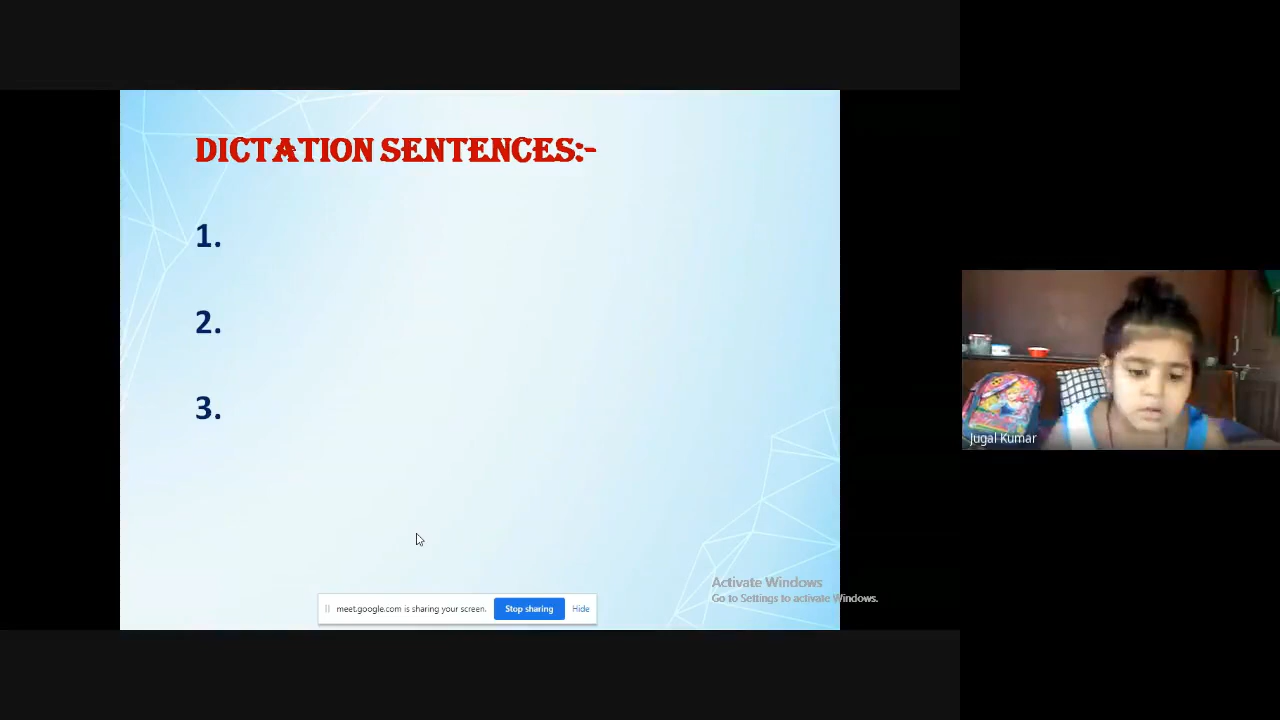 DICTATION SENTENCES:-
1.
2.
3.
Jugal Kumar
Activate Windows
Go to Settings to activate Windows.
meet.google.com is sharing your screen. Stop sharing Hide